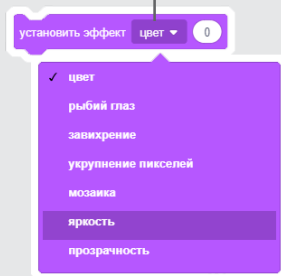 установить эффект цвет 0
✓ цвет
рыбий глаз
завихрение
укрупнение пикселей
мозаика
яркость
прозрачность